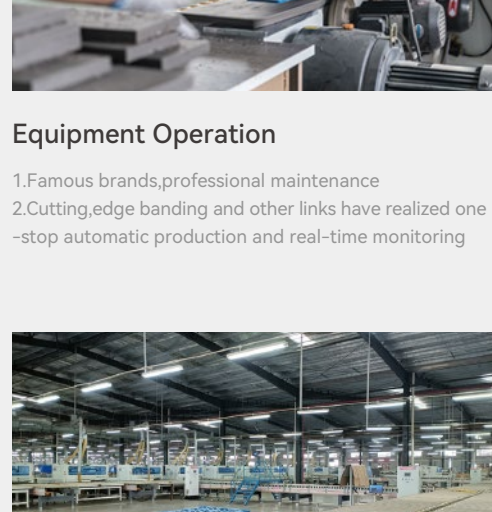 Equipment Operation
1.Famous brands,professional maintenance
2.Cutting,edge banding and other links have realized one
-stop automatic production and real-time monitoring